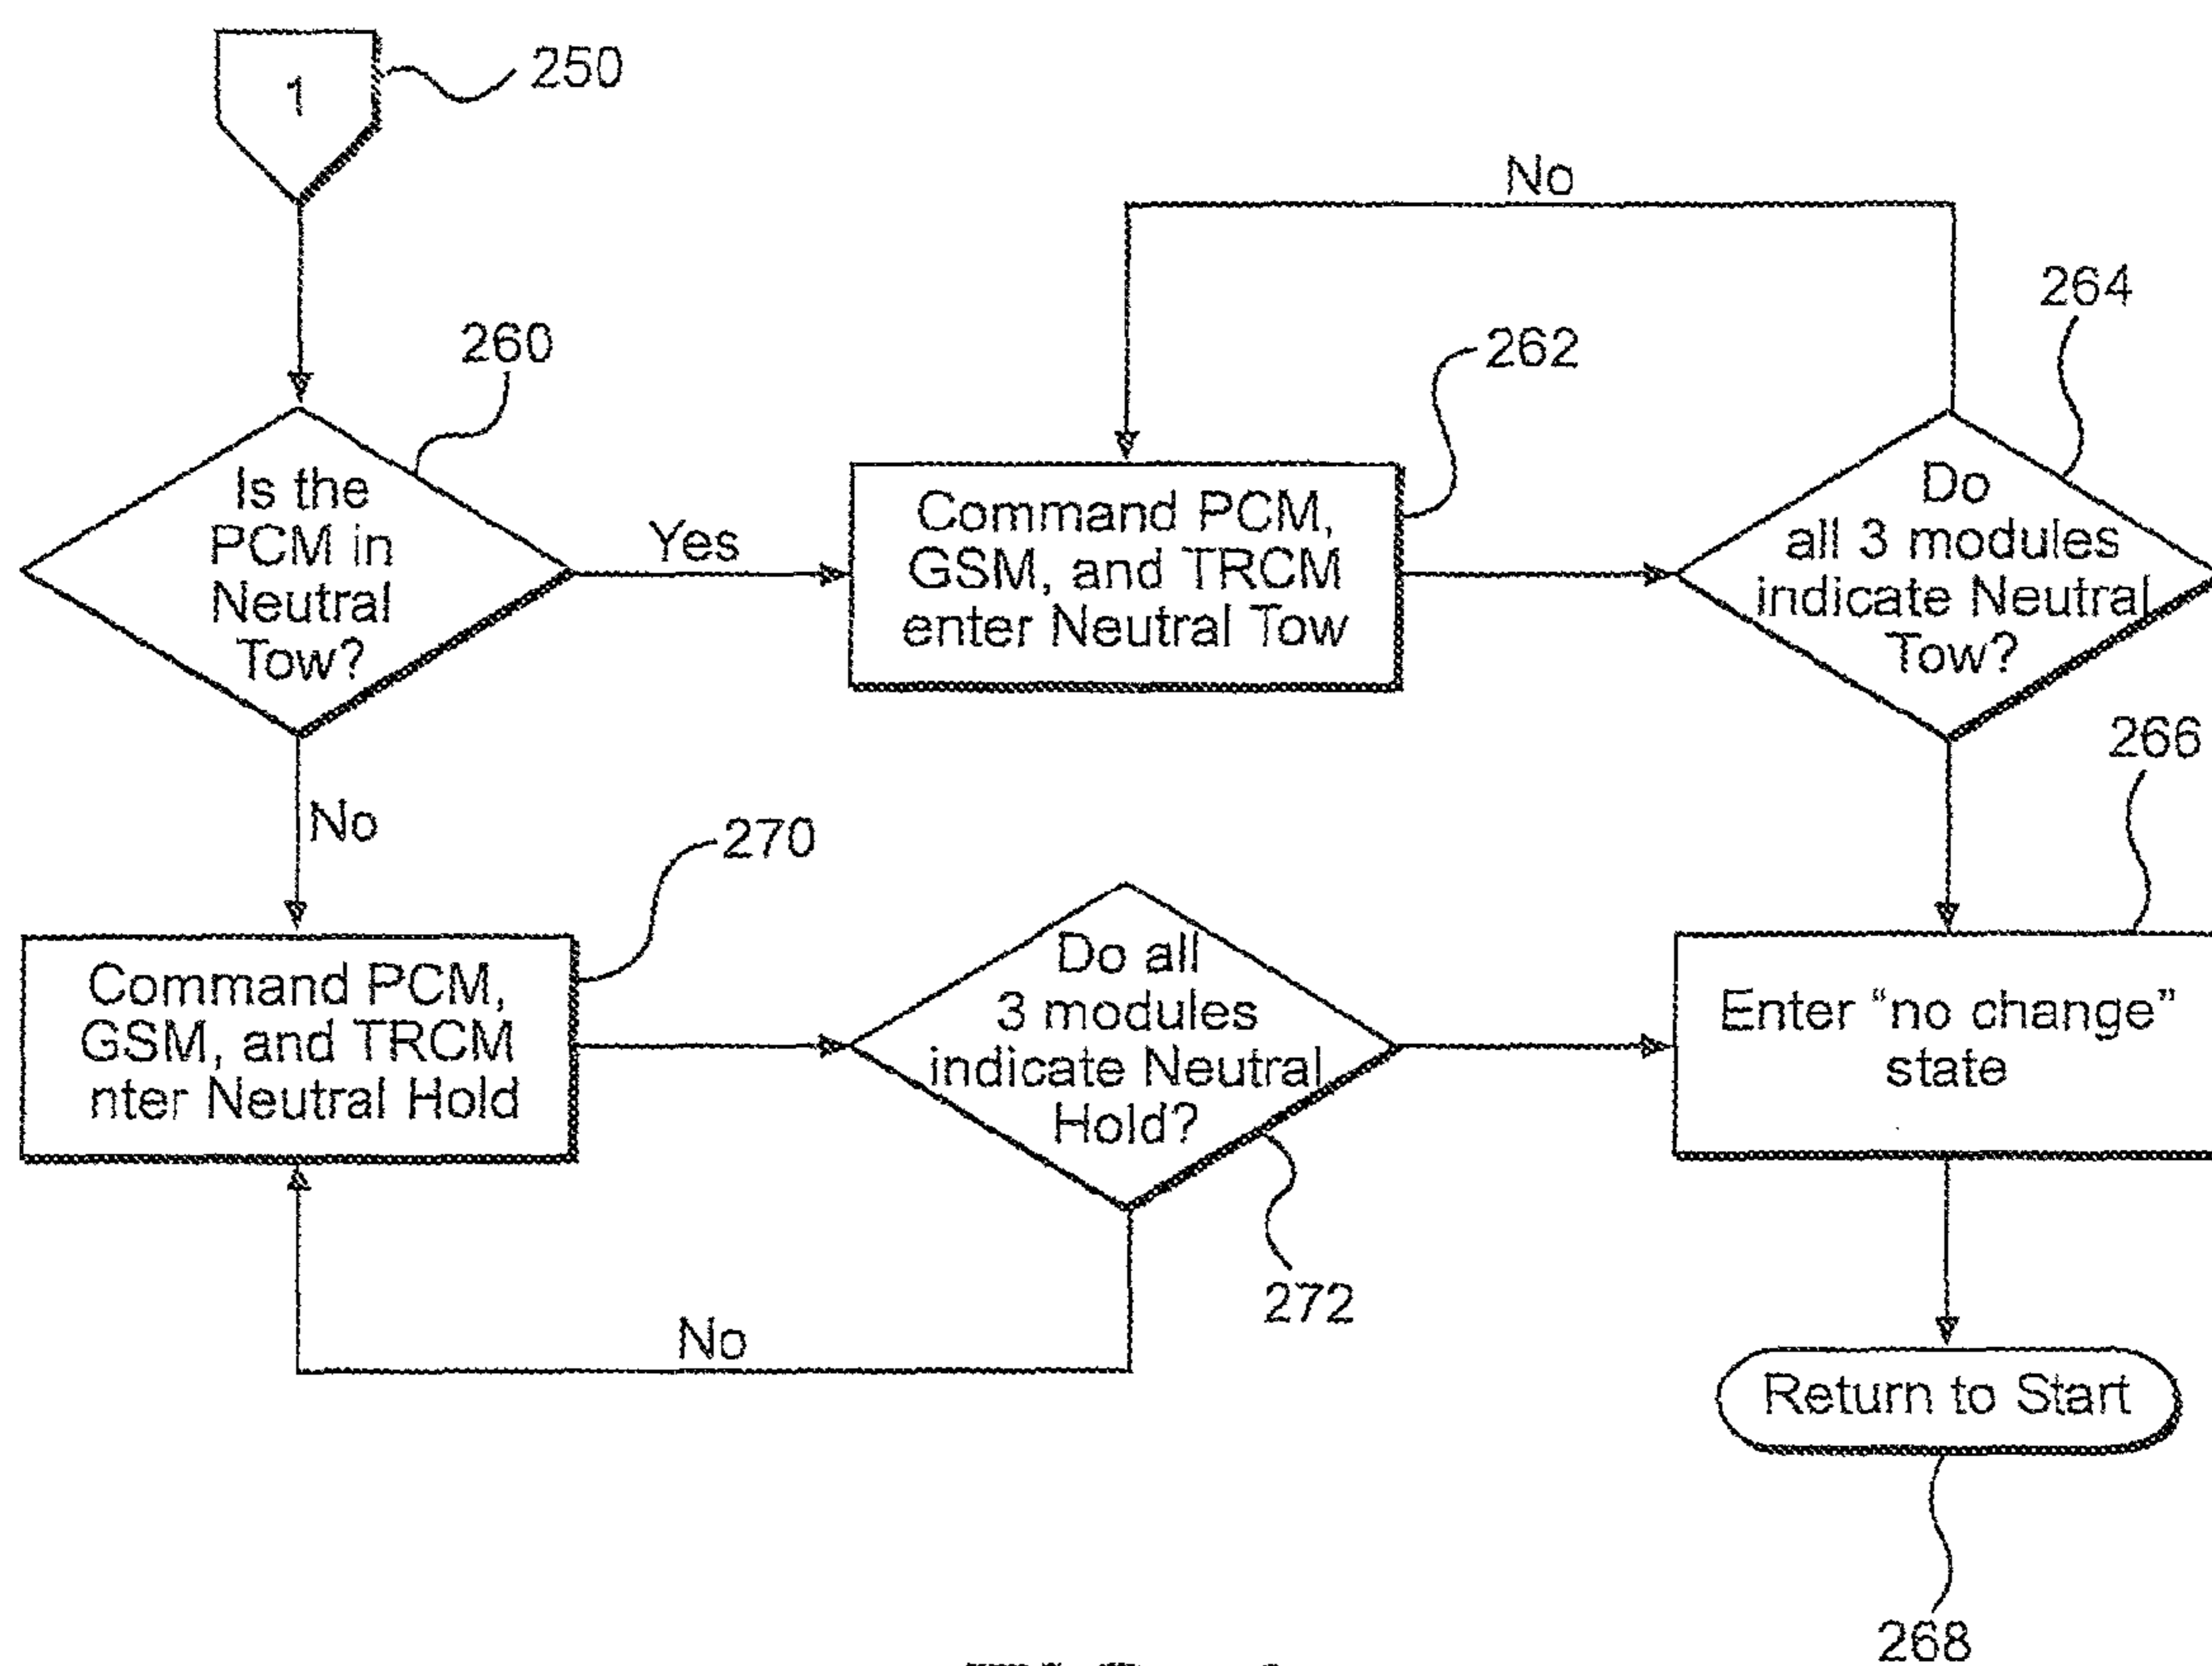 1
250
260
Is the
PCM in
Neutral
Tow?
Yes
No
262
Command PCM,
GSM, and TRCM
enter Neutral Tow
No
264
Do
all 3 modules
indicate Neutral
Tow?
266
270
Command PCM,
GSM, and TRCM
nter Neutral Hold
Do all
3 modules
indicate Neutral
Hold?
272
No
Enter “no change”
state
Return to Start
268